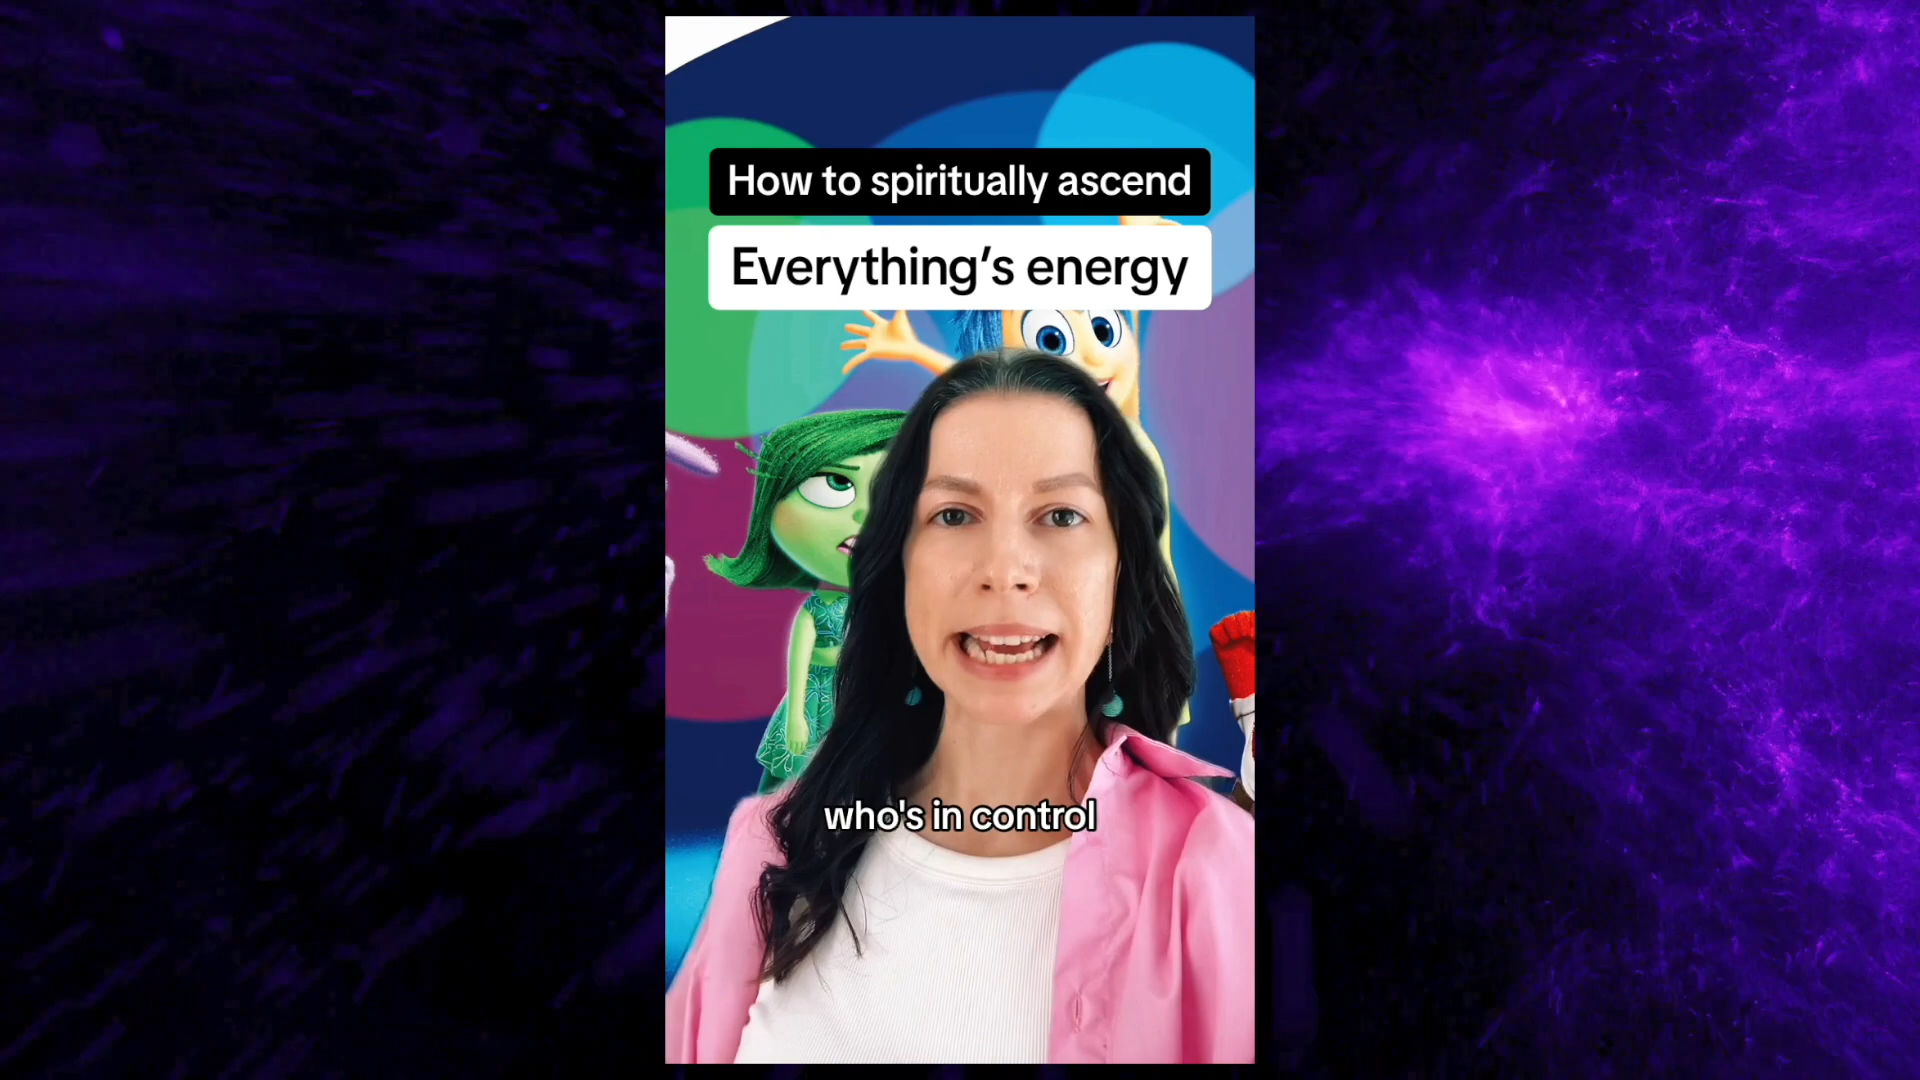 How to spiritually ascend
Everything’s energy
who's in control